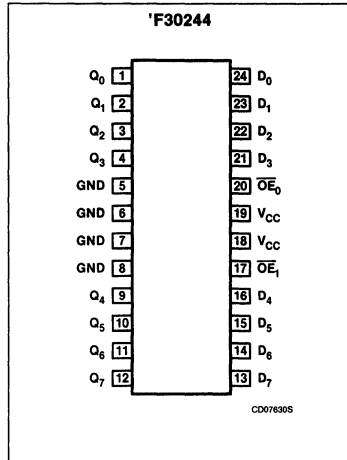 'F30244
Q0 1 24 D0
Q1 2 23 D1
Q2 3 22 D2
Q3 4 21 D3
GND 5 20 OE0
GND 6 19 VCC
GND 7 18 VCC
GND 8 17 OE1
Q4 9 16 D4
Q5 10 15 D5
Q6 11 14 D6
Q7 12 13 D7
CD07630S